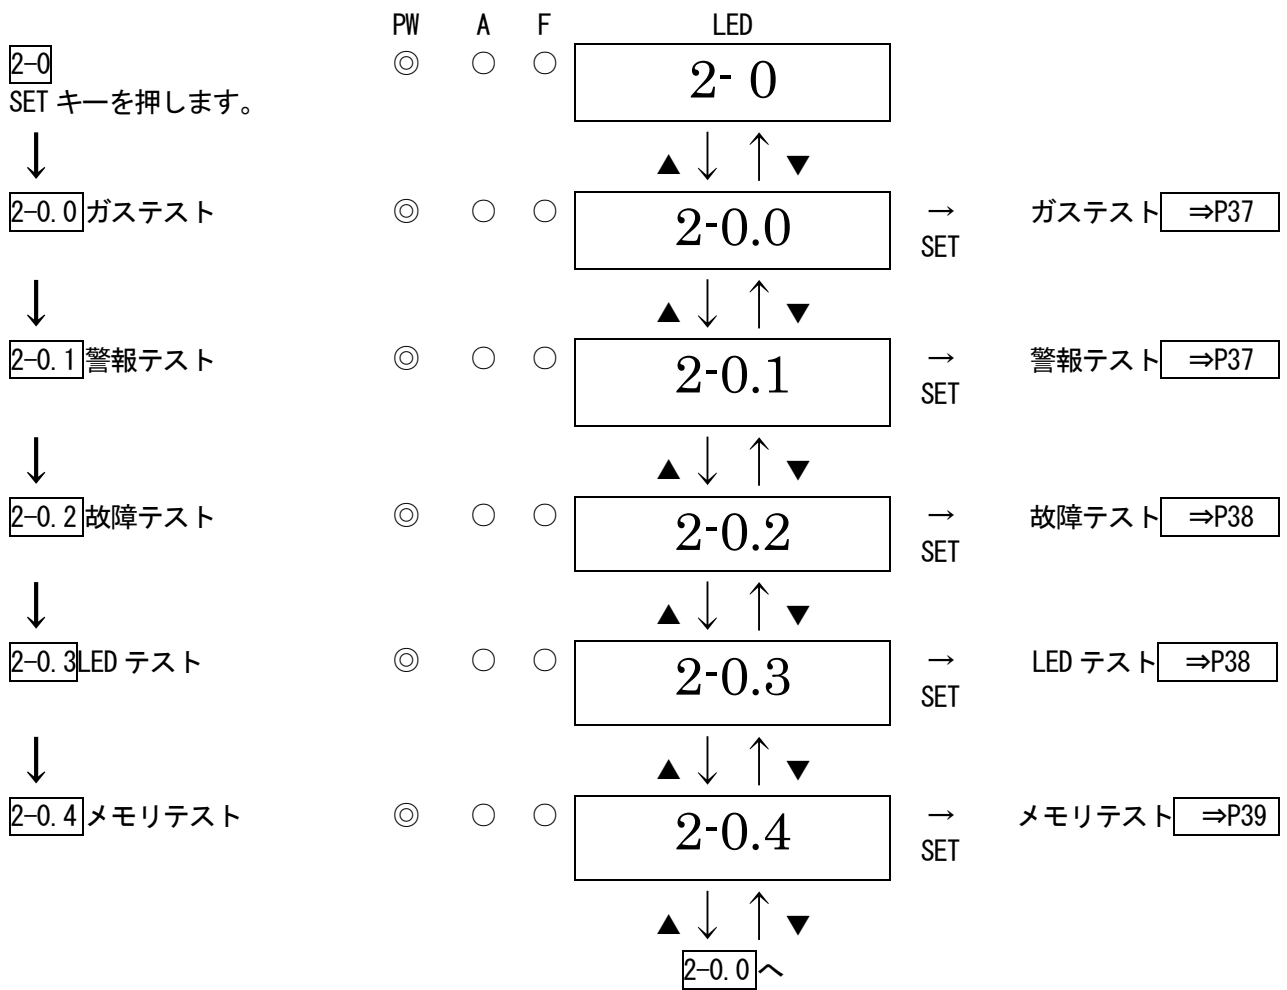 PW A F LED
2-0 ◎ ○ ○ 2- 0
SET キーを押します。
↓ ▲ ↓ ↑ ▼
2-0.0 ガステスト ◎ ○ ○ 2-0.0 → ガステスト ⇒P37
SET
↓ ▲ ↓ ↑ ▼
2-0.1 警報テスト ◎ ○ ○ 2-0.1 → 警報テスト ⇒P37
SET
↓ ▲ ↓ ↑ ▼
2-0.2 故障テスト ◎ ○ ○ 2-0.2 → 故障テスト ⇒P38
SET
↓ ▲ ↓ ↑ ▼
2-0.3 LED テスト ◎ ○ ○ 2-0.3 → LED テスト ⇒P38
SET
↓ ▲ ↓ ↑ ▼
2-0.4 メモリテスト ◎ ○ ○ 2-0.4 → メモリテスト ⇒P39
SET
▲ ↓ ↑ ▼
2-0.0 へ